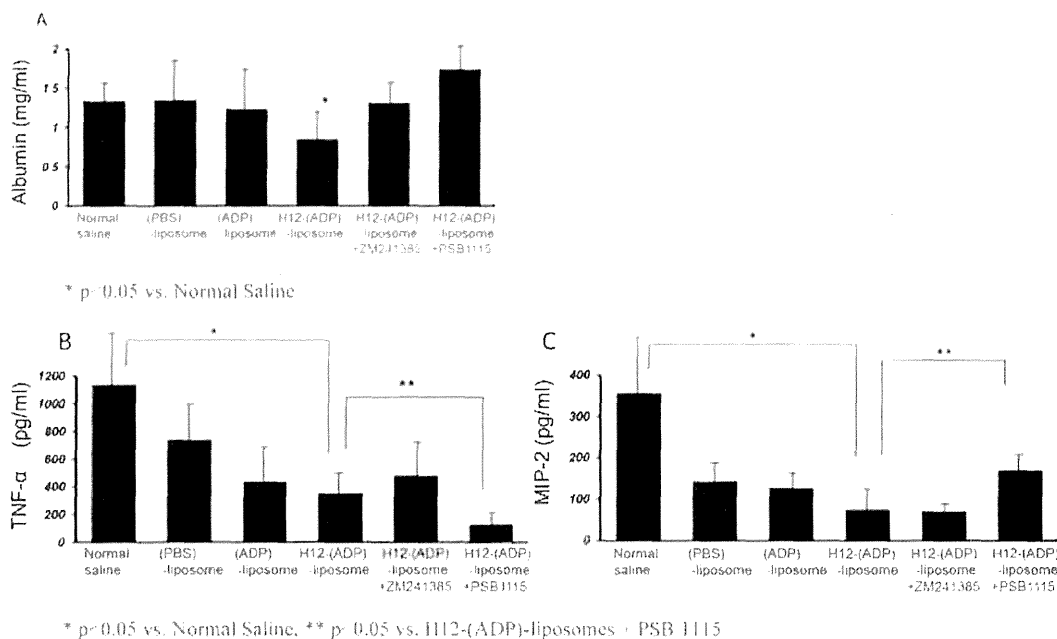 A
Albumin (mg/ml)
2
1.5
1
0.5
0
*
Normal saline
(PBS) -liposome
(ADP) -liposome
H12-(ADP) -liposome
H12-(ADP) -liposome +ZM241385
H12-(ADP) -liposome +PSB1115
* p<0.05 vs. Normal Saline
B
TNF-α (pg/ml)
1200
1000
800
600
400
200
0
*
**
Normal saline
(PBS) -liposome
(ADP) -liposome
H12-(ADP) -liposome
H12-(ADP) -liposome +ZM241385
H12-(ADP) -liposome +PSB1115
C
MIP-2 (pg/ml)
400
300
200
100
0
*
**
Normal saline
(PBS) -liposome
(ADP) -liposome
H12-(ADP) -liposome
H12-(ADP) -liposome +ZM241385
H12-(ADP) -liposome +PSB1115
* p<0.05 vs. Normal Saline, ** p<0.05 vs. H12-(ADP)-liposomes + PSB 1115